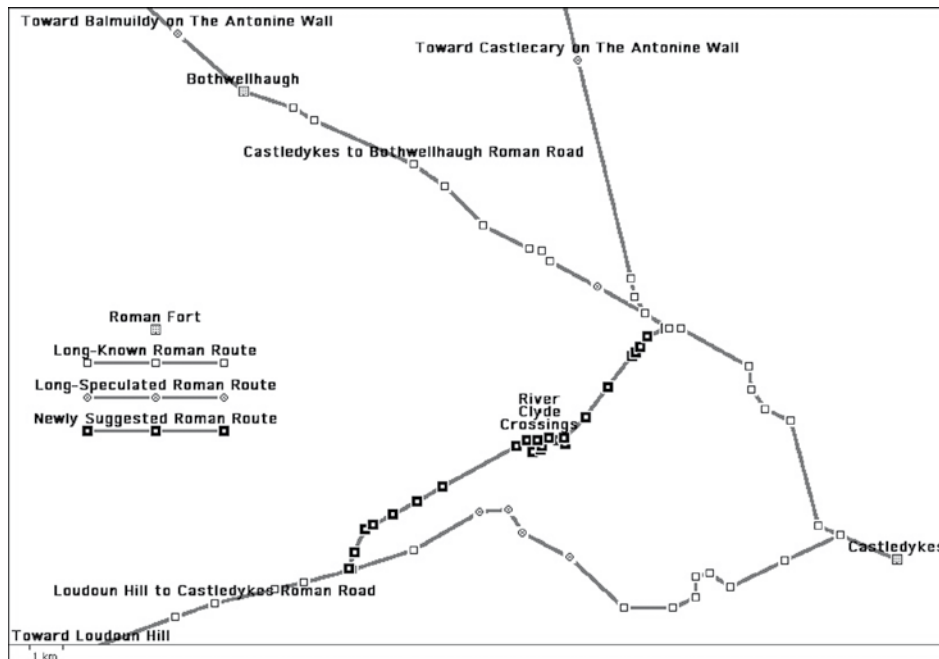 Toward Balmuildy on The Antonine Wall
Toward Castlecary on The Antonine Wall
Bothwellhaugh
Castledykes to Bothwellhaugh Roman Road
Roman Fort
Long-Known Roman Route
Long-Speculated Roman Route
Newly Suggested Roman Route
River
Clyde
Crossings
Castledykes
Loudoun Hill to Castledykes Roman Road
Toward Loudoun Hill
1 km